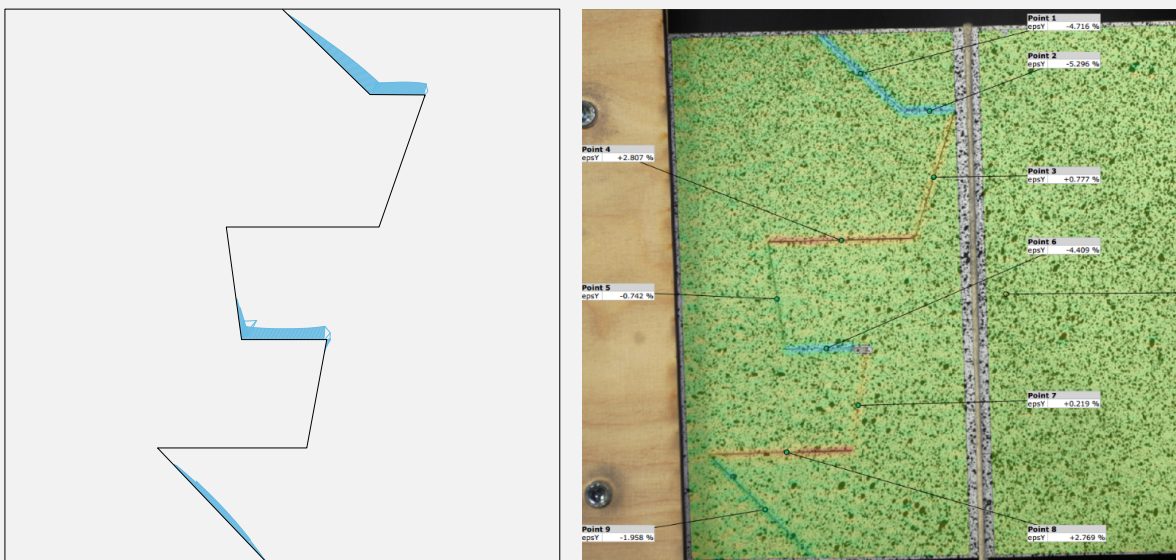 Point 1
epsY -4.716 %
Point 2
epsY -5.296 %
Point 4
epsY +2.807 %
Point 3
epsY +0.777 %
Point 6
epsY -4.409 %
Point 5
epsY -0.742 %
Point 7
epsY +0.219 %
Point 9
epsY -1.958 %
Point 8
epsY +2.769 %